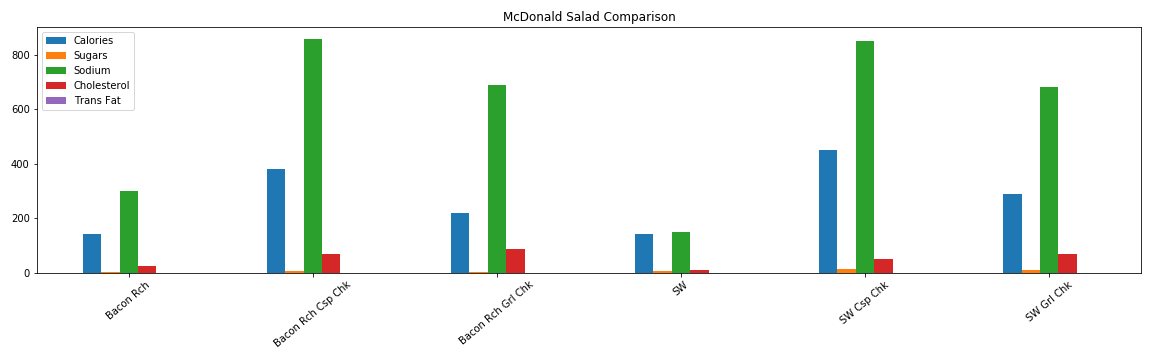 McDonald Salad Comparison
Calories
Sugars
Sodium
Cholesterol
Trans Fat
800
600
400
200
0
Bacon Rch
Bacon Rch Csp Chk
Bacon Rch Grl Chk
SW
SW Csp Chk
SW Grl Chk